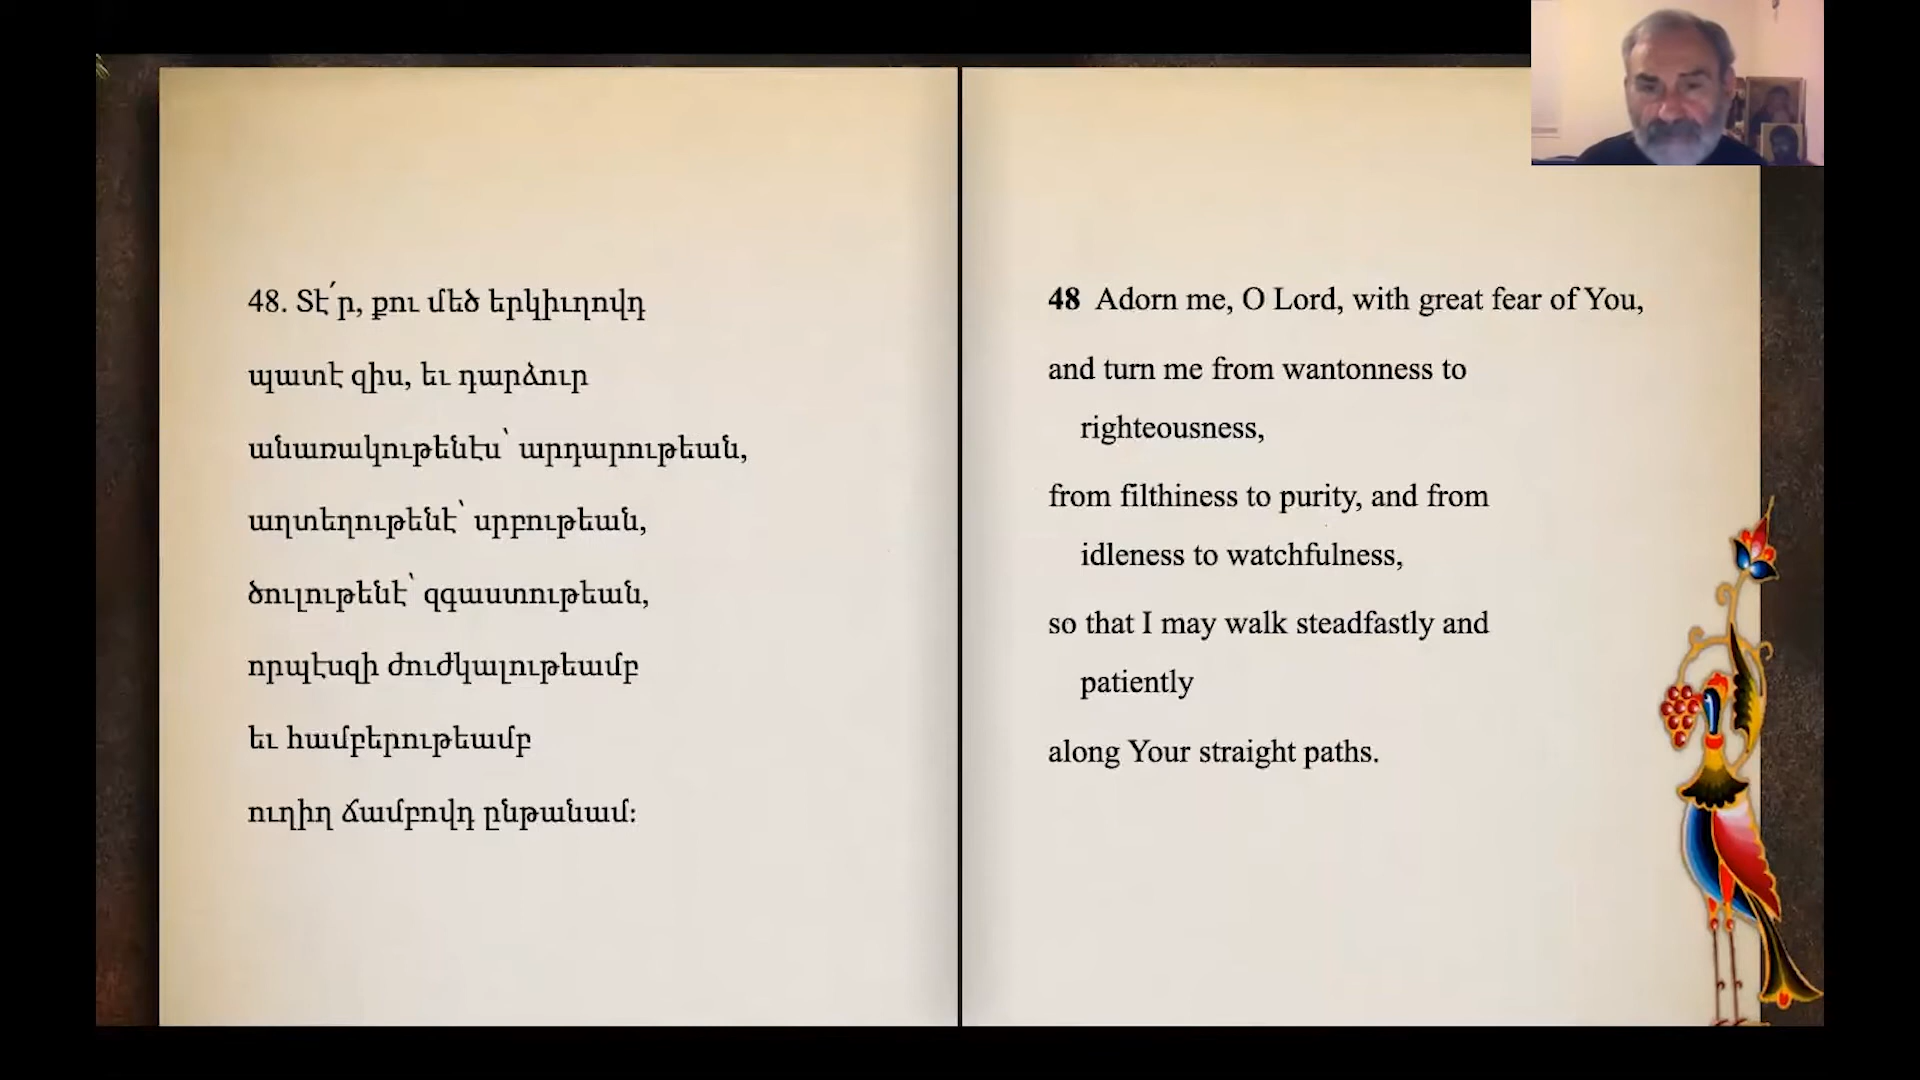 48. Տէ՛ր, քու մեծ երկիւղովդ
պատէ զիս, եւ դարձուր
անառակութենէս՝ արդարութեան,
աղտեղութենէ՝ սրբութեան,
ծուլութենէ՝ զգաստութեան,
որպէսզի ժուժկալութեամբ
եւ համբերութեամբ
ուղիղ ճամբովդ ընթանամ։
48 Adorn me, O Lord, with great fear of You,
and turn me from wantonness to
righteousness,
from filthiness to purity, and from
idleness to watchfulness,
so that I may walk steadfastly and
patiently
along Your straight paths.